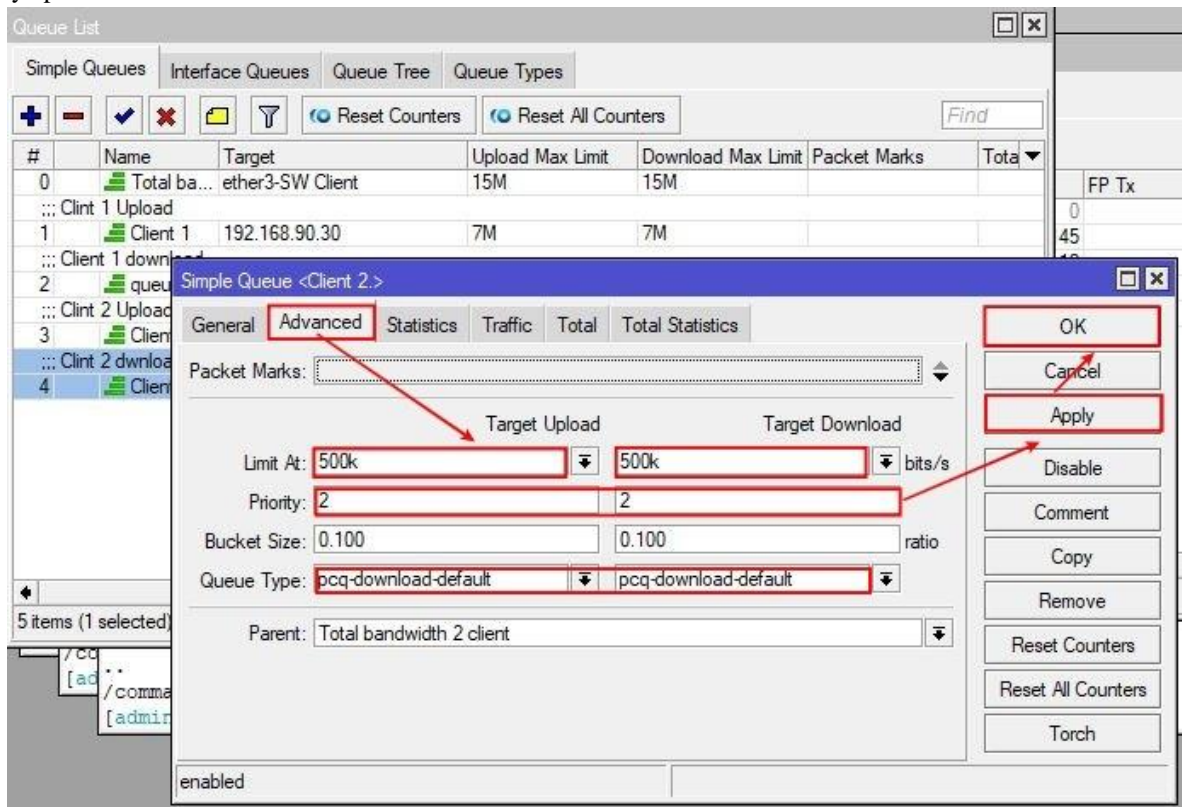 Queue List
Simple Queues Interface Queues Queue Tree Queue Types
Reset Counters Reset All Counters Find
# Name Target Upload Max Limit Download Max Limit Packet Marks Tota
0 Total ba... ether3-SW Client 15M 15M
;;; Clint 1 Upload
1 Client 1 192.168.90.30 7M 7M
;;; Client 1 download
2 queu
;;; Clint 2 Upload
3 Clien
;;; Clint 2 dwnloa
4 Clien
5 items (1 selected)
FP Tx
0
45
Simple Queue <Client 2.>
General Advanced Statistics Traffic Total Total Statistics
Packet Marks:
Target Upload Target Download
Limit At: 500k 500k bits/s
Priority: 2 2
Bucket Size: 0.100 0.100 ratio
Queue Type: pcq-download-default pcq-download-default
Parent: Total bandwidth 2 client
OK
Cancel
Apply
Disable
Comment
Copy
Remove
Reset Counters
Reset All Counters
Torch
enabled
/co
[ad
..
/comma
[admin